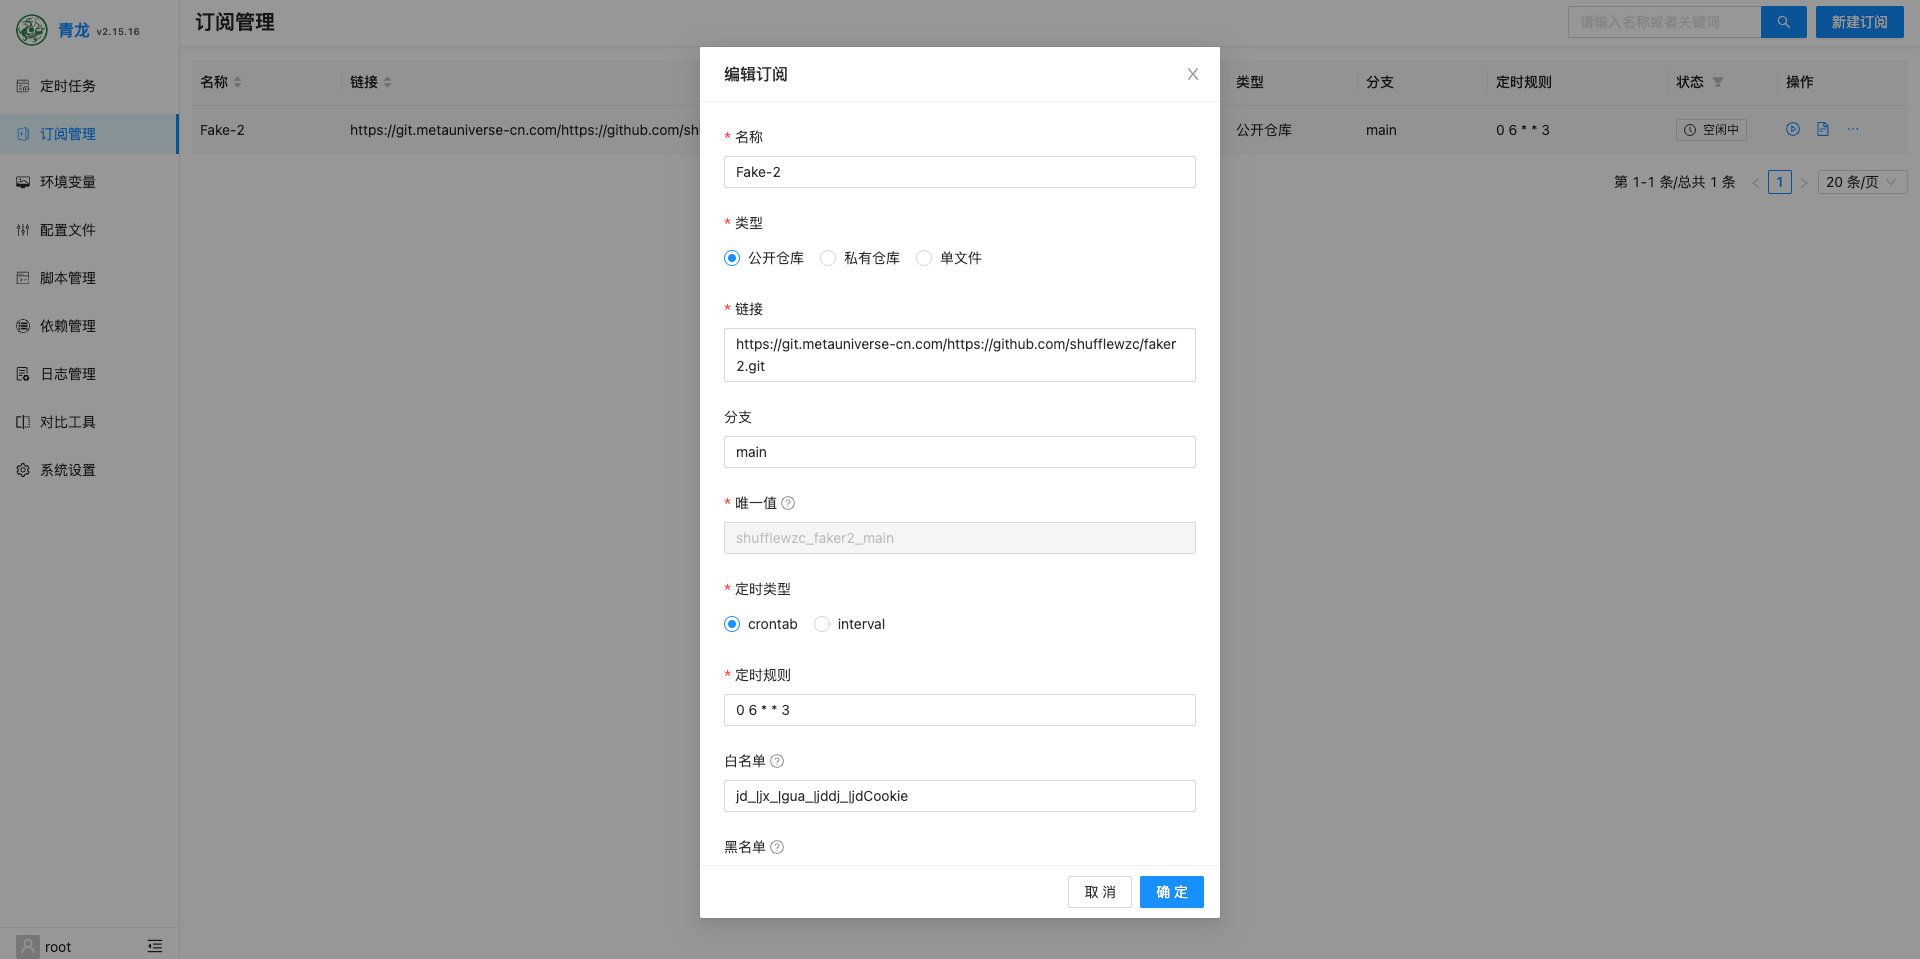 青龙 v2.15.16
定时任务
订阅管理
环境变量
配置文件
脚本管理
依赖管理
日志管理
对比工具
系统设置
root
订阅管理
请输入名称或者关键词
新建订阅
名称 链接 类型 分支 定时规则 状态 操作
Fake-2 https://git.metauniverse-cn.com/https://github.com/sh 公开仓库 main 0 6 * * 3 空闲中 ···
第 1-1 条/总共 1 条 < 1 > 20 条/页
编辑订阅
* 名称
Fake-2
* 类型
公开仓库 私有仓库 单文件
* 链接
https://git.metauniverse-cn.com/https://github.com/shufflewzc/faker
2.git
分支
main
* 唯一值
shufflewzc_faker2_main
* 定时类型
crontab interval
* 定时规则
0 6 * * 3
白名单
jd_|jx_|gua_|jddj_|jdCookie
黑名单
取 消 确 定